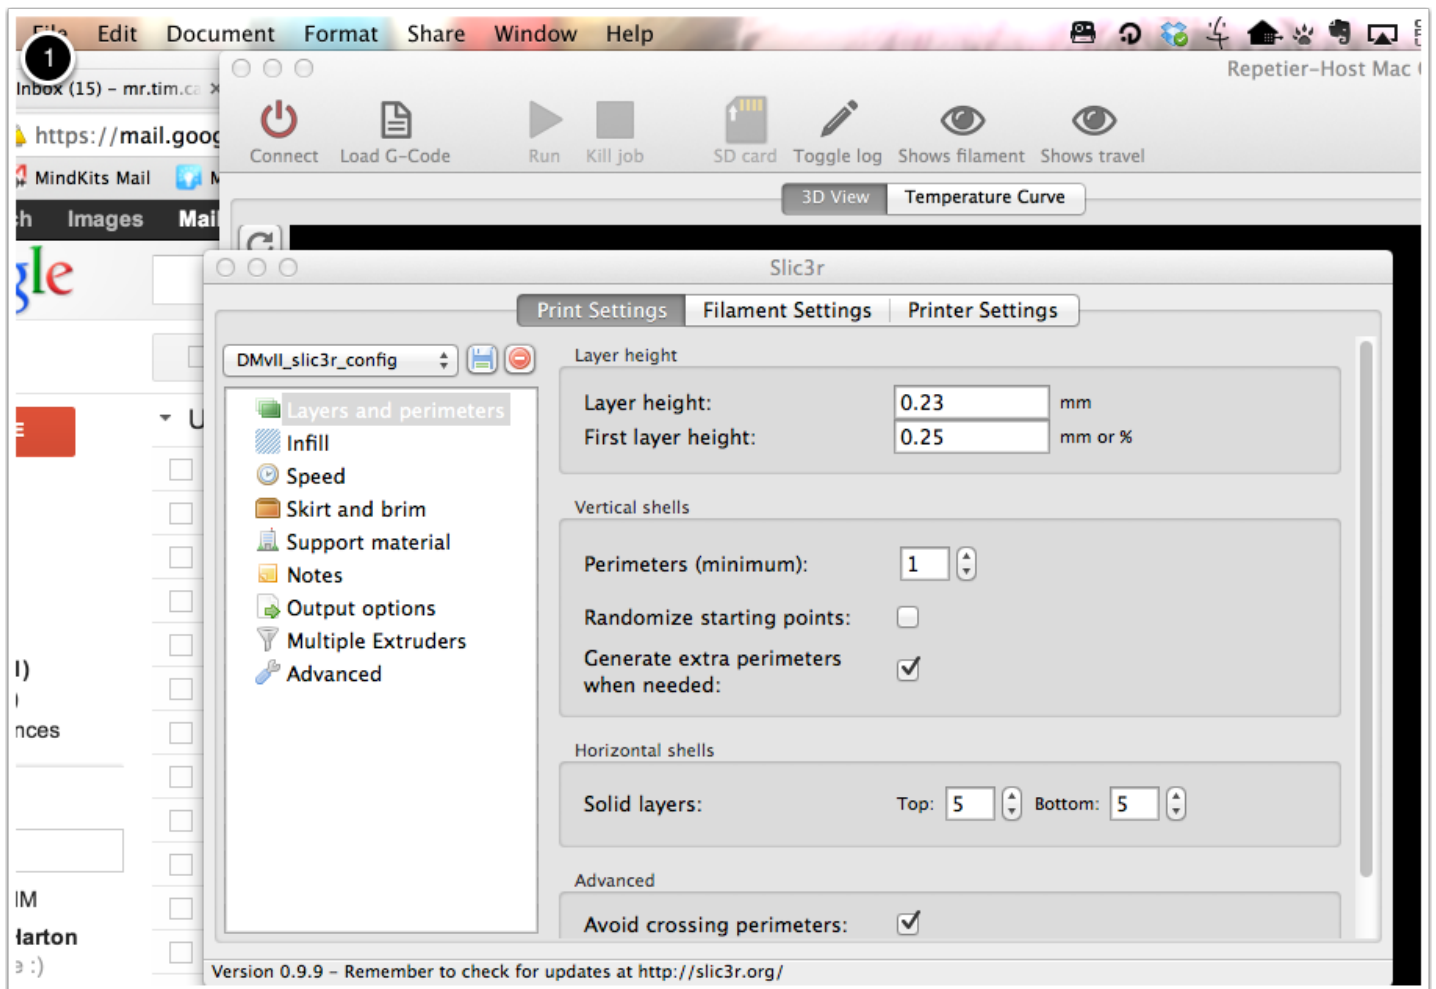 File Edit Document Format Share Window Help
1
Inbox (15) – mr.tim.ca
Repetier-Host Mac
https://mail.goog
Connect Load G-Code Run Kill job SD card Toggle log Shows filament Shows travel
MindKits Mail
3D View Temperature Curve
Images Mail
gle
Slic3r
Print Settings Filament Settings Printer Settings
DMvII_slic3r_config
Layer height
Layers and perimeters
Layer height: 0.23 mm
Infill
First layer height: 0.25 mm or %
Speed
Skirt and brim
Vertical shells
Support material
Perimeters (minimum): 1
Notes
Output options
Randomize starting points:
Multiple Extruders
Generate extra perimeters
when needed:
Advanced
nces
Horizontal shells
Solid layers: Top: 5 Bottom: 5
Advanced
IM
Avoid crossing perimeters:
Harton
e :)
Version 0.9.9 – Remember to check for updates at http://slic3r.org/